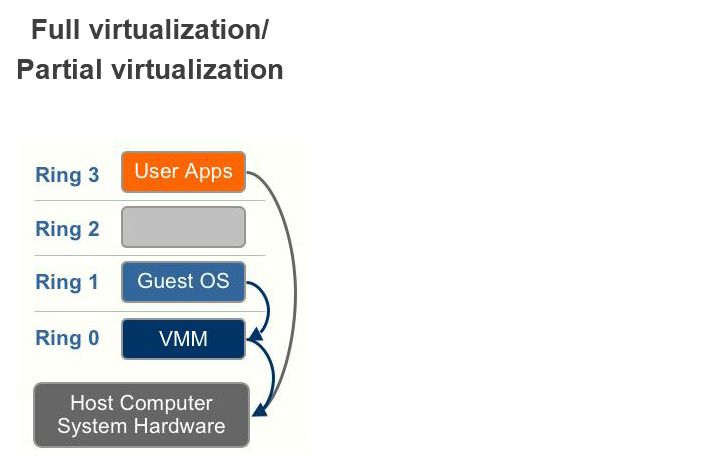 Full virtualization/
Partial virtualization
Ring 3
User Apps
Ring 2
Ring 1
Guest OS
Ring 0
VMM
Host Computer
System Hardware